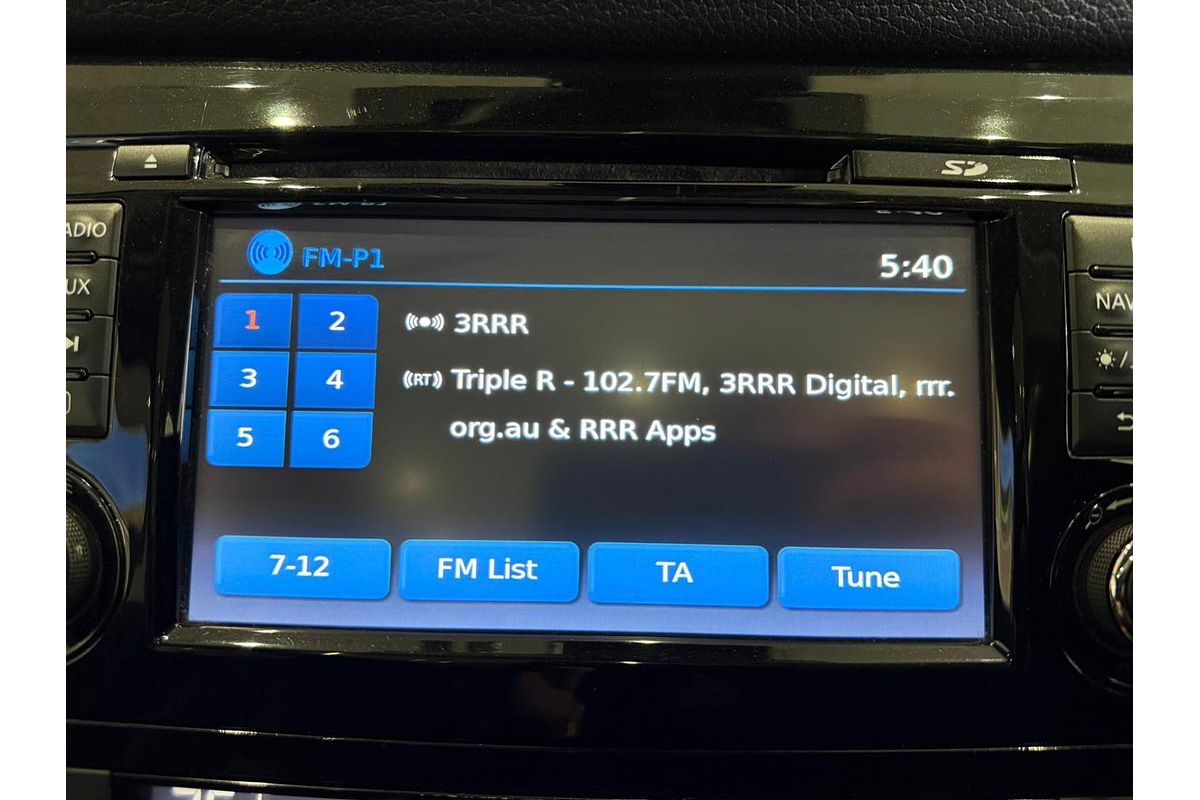 SD
ADIO
FM-P1
5:40
UX
NAV
1
2
((•)) 3RRR
3
4
((RT)) Triple R - 102.7FM, 3RRR Digital, rrr.
org.au & RRR Apps
5
6
7-12
FM List
TA
Tune